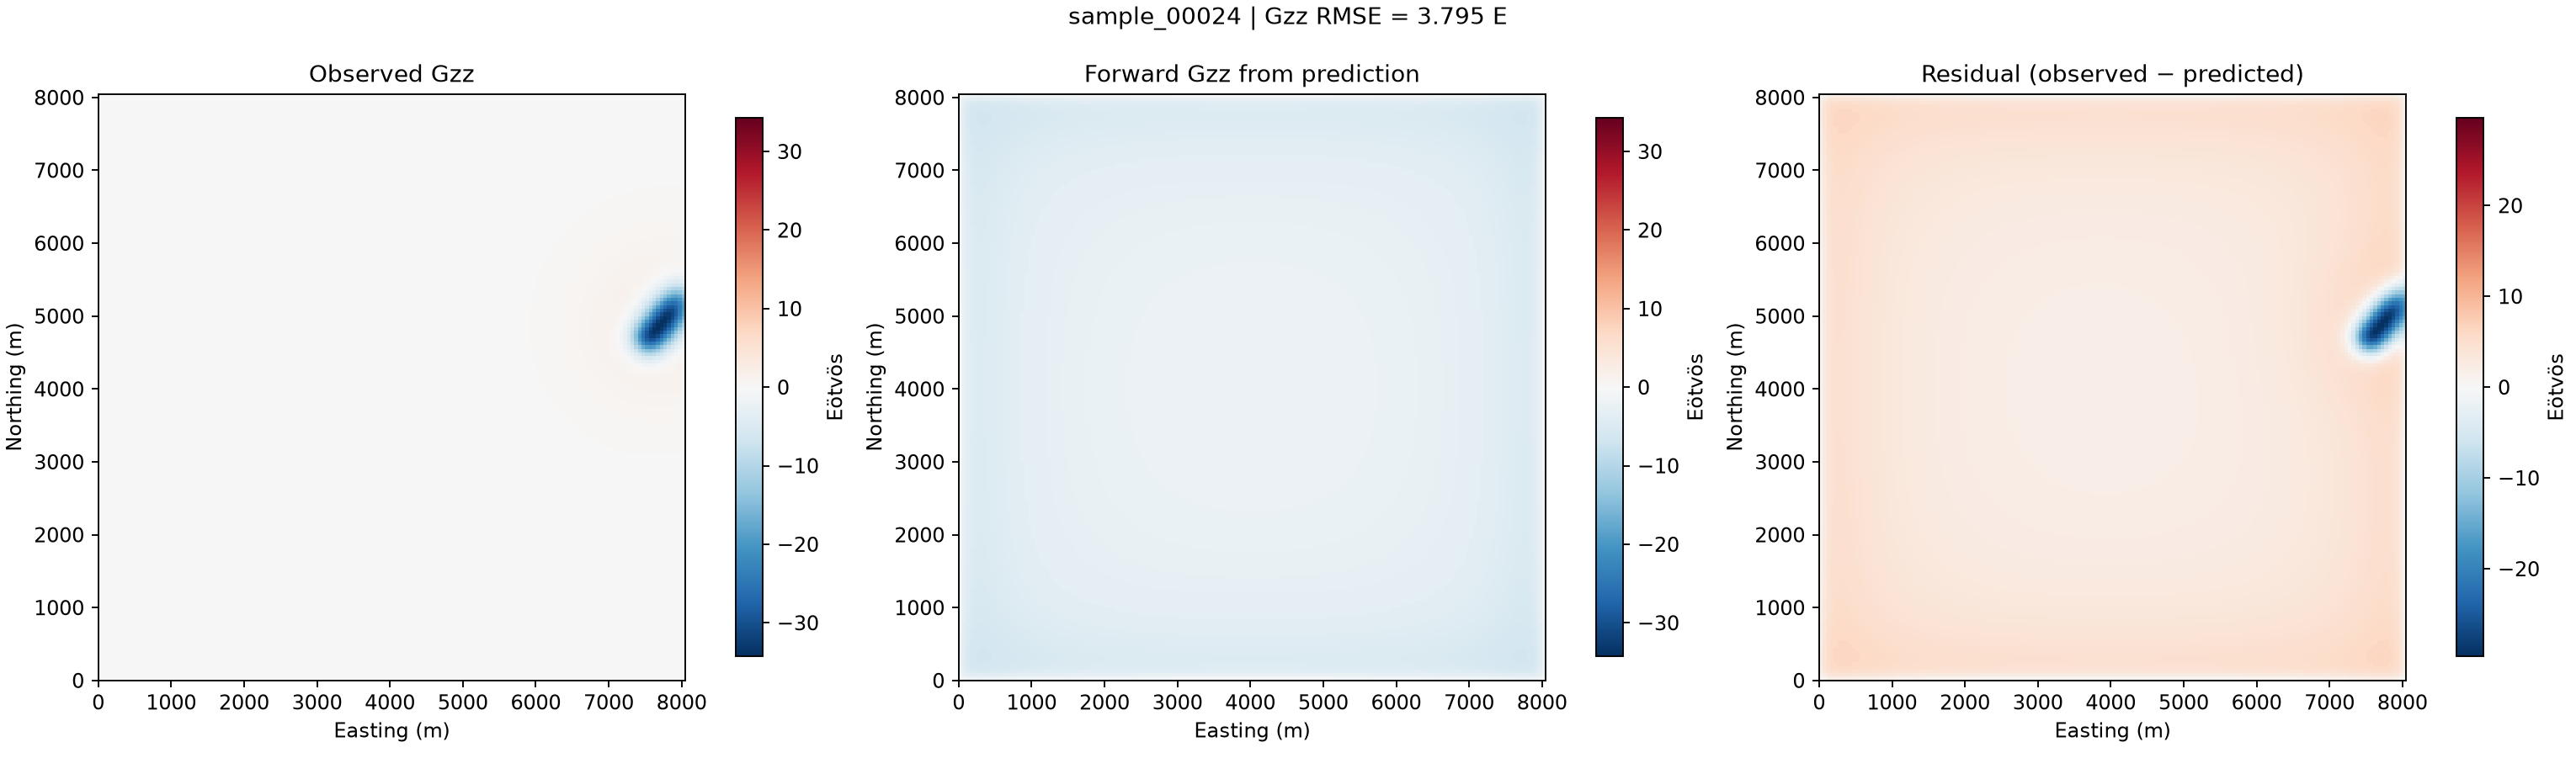 sample_00024 | Gzz RMSE = 3.795 E
Observed Gzz
8000
7000
6000
5000
4000
3000
2000
1000
0
Northing (m)
0 1000 2000 3000 4000 5000 6000 7000 8000
Easting (m)
30
20
10
0
−10
−20
−30
Eötvös
Forward Gzz from prediction
8000
7000
6000
5000
4000
3000
2000
1000
0
Northing (m)
0 1000 2000 3000 4000 5000 6000 7000 8000
Easting (m)
30
20
10
0
−10
−20
−30
Eötvös
Residual (observed − predicted)
8000
7000
6000
5000
4000
3000
2000
1000
0
Northing (m)
0 1000 2000 3000 4000 5000 6000 7000 8000
Easting (m)
20
10
0
−10
−20
Eötvös